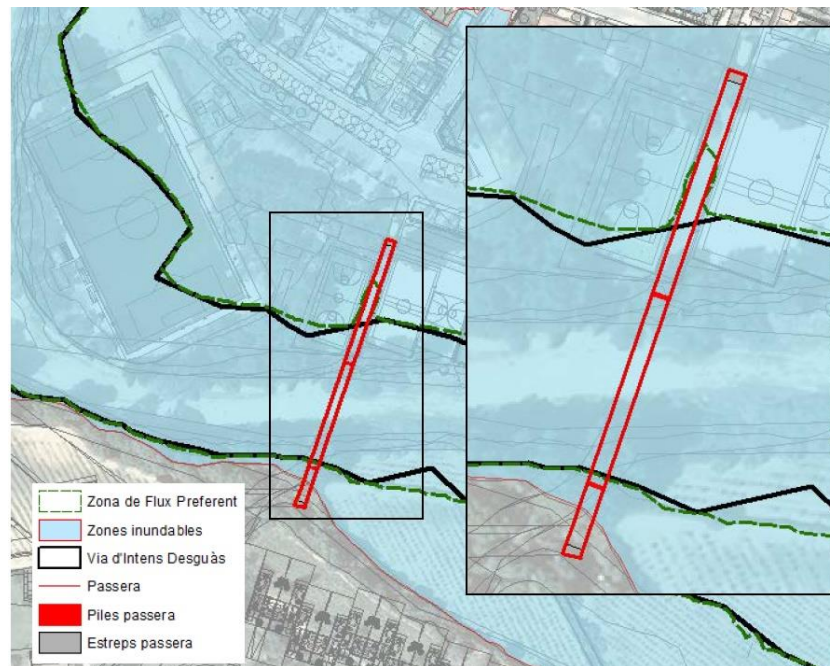 Zona de Flux Preferent
Zones inundables
Via d'Intens Desguàs
Passera
Piles passera
Estreps passera